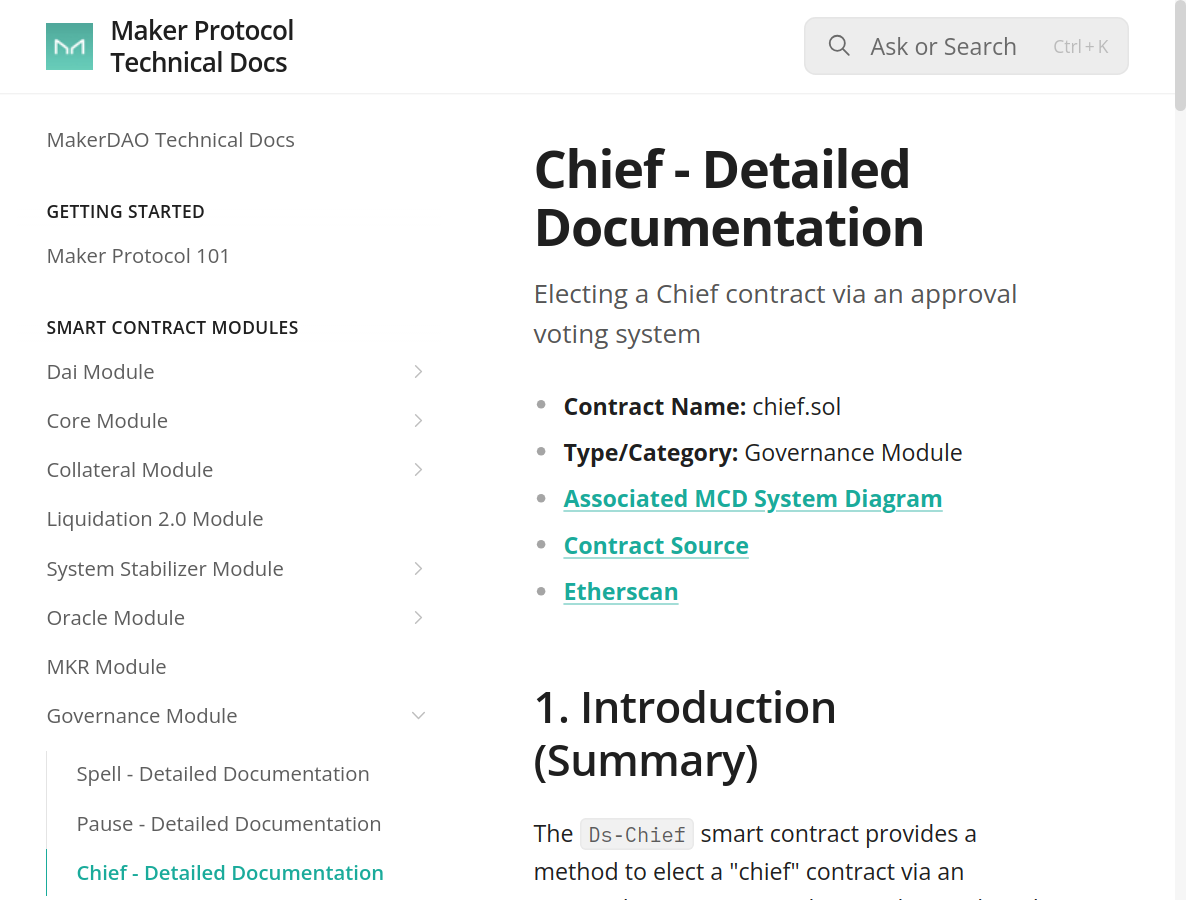 Maker Protocol
Technical Docs
Ask or Search
Ctrl + K
MakerDAO Technical Docs
GETTING STARTED
Maker Protocol 101
SMART CONTRACT MODULES
Dai Module
Core Module
Collateral Module
Liquidation 2.0 Module
System Stabilizer Module
Oracle Module
MKR Module
Governance Module
Spell - Detailed Documentation
Pause - Detailed Documentation
Chief - Detailed Documentation
Chief - Detailed
Documentation
Electing a Chief contract via an approval
voting system
Contract Name: chief.sol
Type/Category: Governance Module
Associated MCD System Diagram
Contract Source
Etherscan
1. Introduction
(Summary)
The Ds-Chief smart contract provides a
method to elect a "chief" contract via an